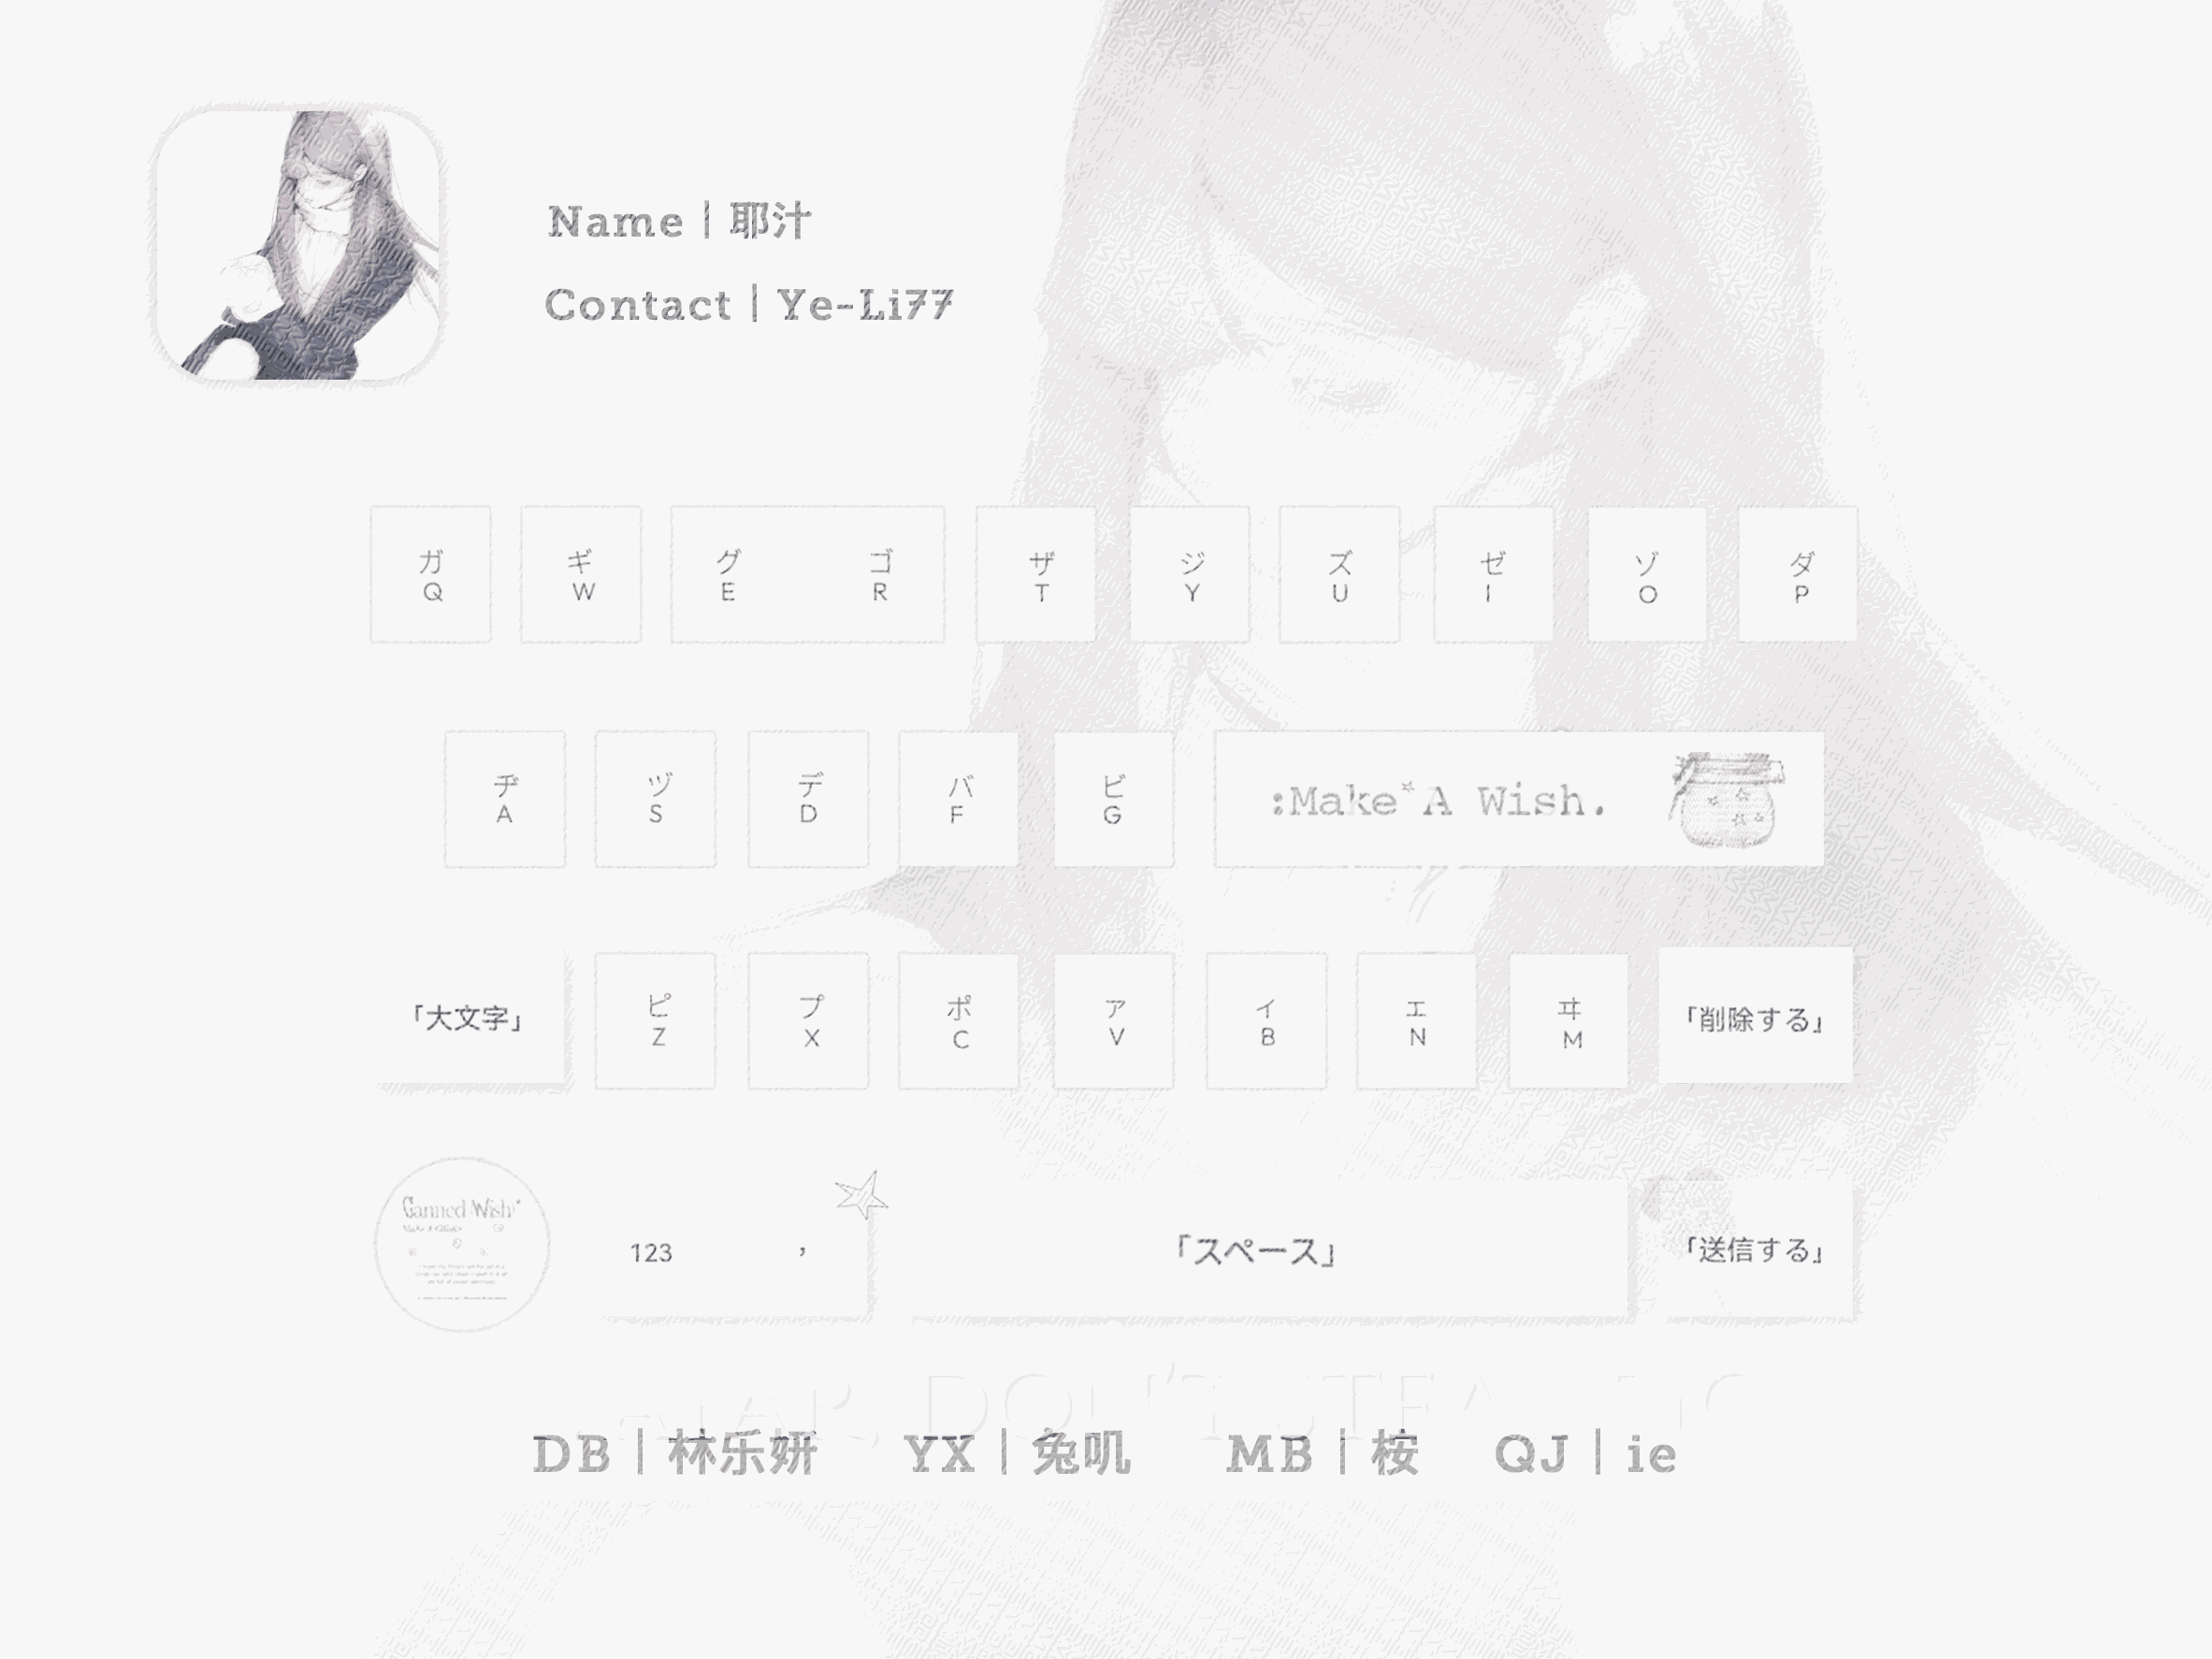 Name | 耶汁
Contact | Ye-Li77
ガ ギ グ ゴ ザ ジ ズ ゼ ゾ ダ
Q W E R T Y U I O P
ヂ ヅ デ バ ビ
A S D F G
:Make*A Wish.
「大文字」
ピ プ ポ ア イ エ ヰ
Z X C V B N M
「削除する」
Canned Wish*
123 ,
「スペース」
「送信する」
DON'T STEAL
DB | 林乐妍 YX | 兔叽 MB | 桉 QJ | ie